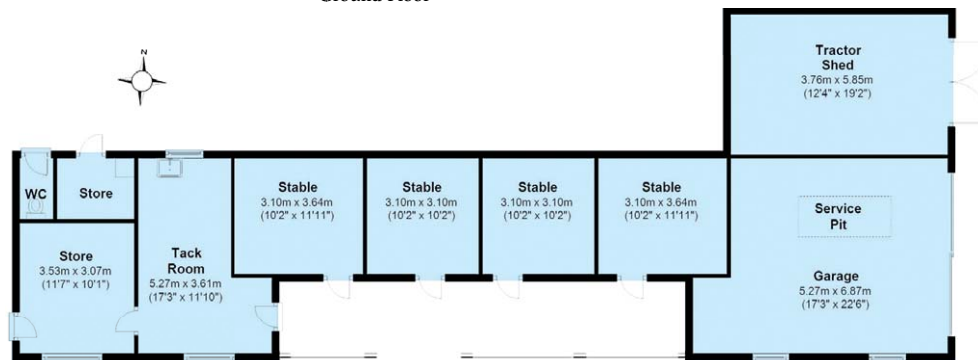 Ground Floor
N
Tractor
Shed
3.76m x 5.85m
(12'4" x 19'2")
WC
Store
Stable
3.10m x 3.64m
(10'2" x 11'11")
Stable
3.10m x 3.10m
(10'2" x 10'2")
Stable
3.10m x 3.10m
(10'2" x 10'2")
Stable
3.10m x 3.64m
(10'2" x 11'11")
Service
Pit
Store
3.53m x 3.07m
(11'7" x 10'1")
Tack
Room
5.27m x 3.61m
(17'3" x 11'10")
Garage
5.27m x 6.87m
(17'3" x 22'6")